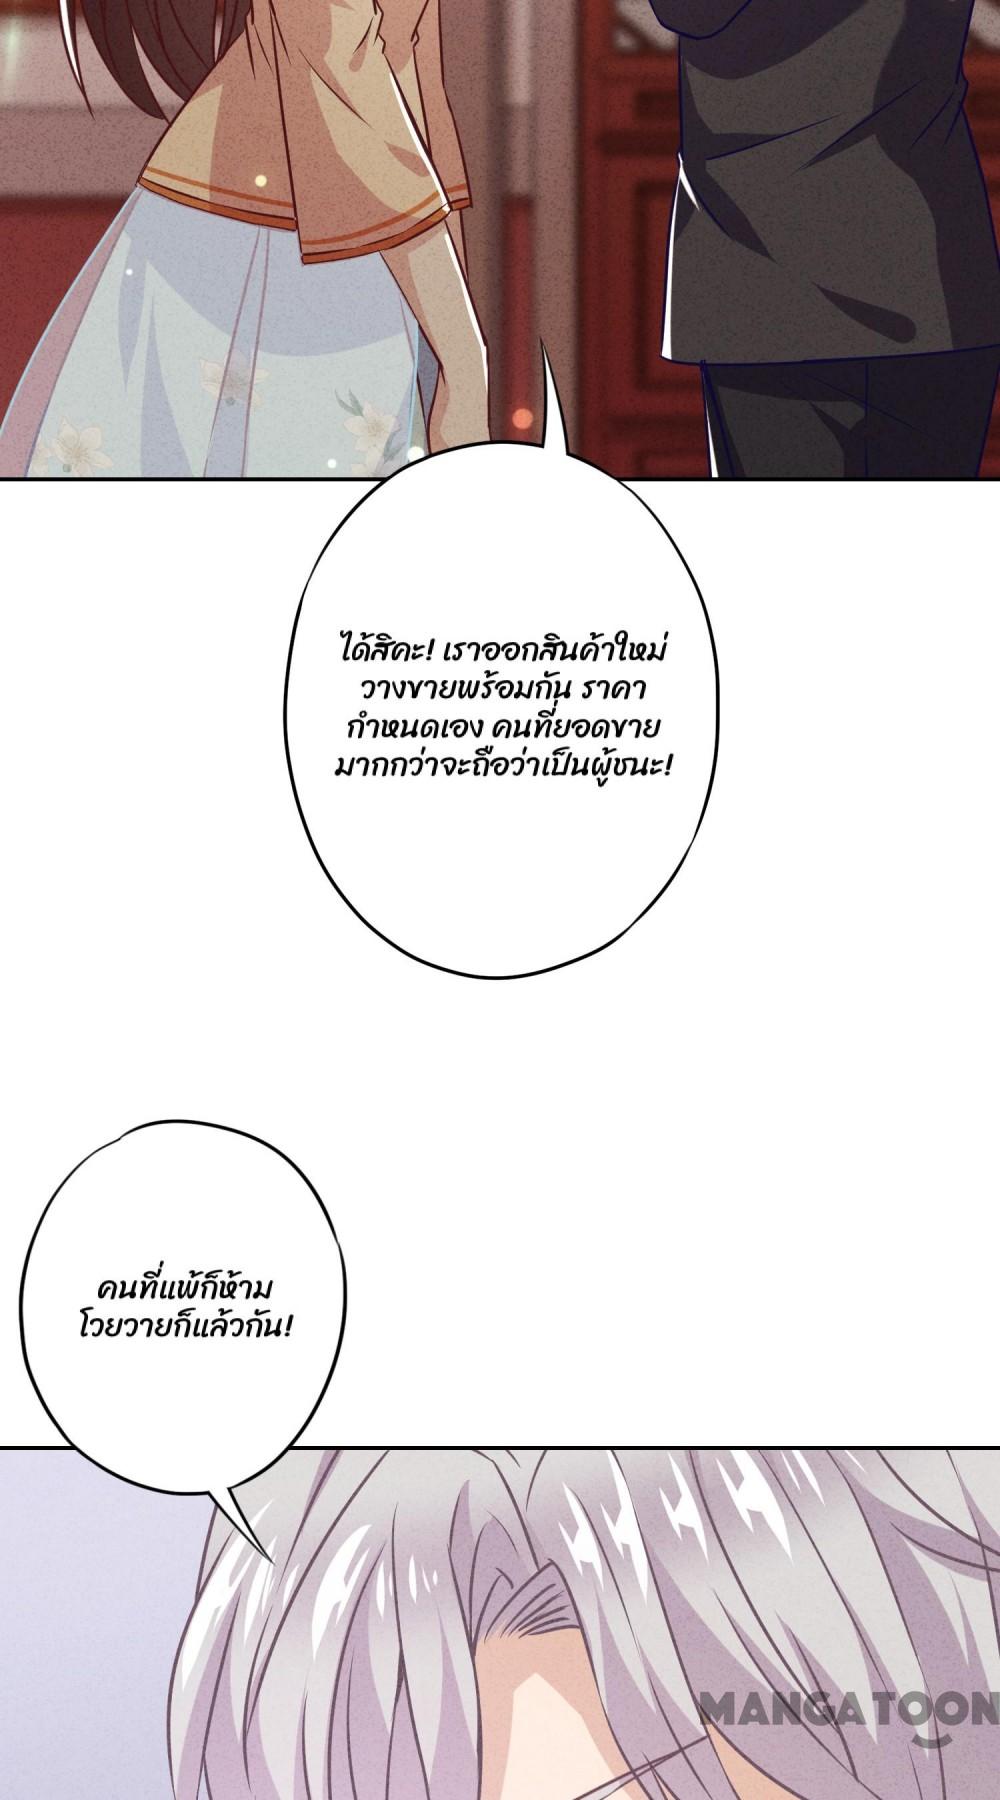 ได้สิคะ! เราออกสินค้าใหม่
วางขายพร้อมกัน ราคา
กำหนดเอง คนที่ยอดขาย
มากกว่าจะถือว่าเป็นผู้ชนะ!
คนที่แพ้ก็ห้าม
โวยวายก็แล้วกัน!
MANGATOON